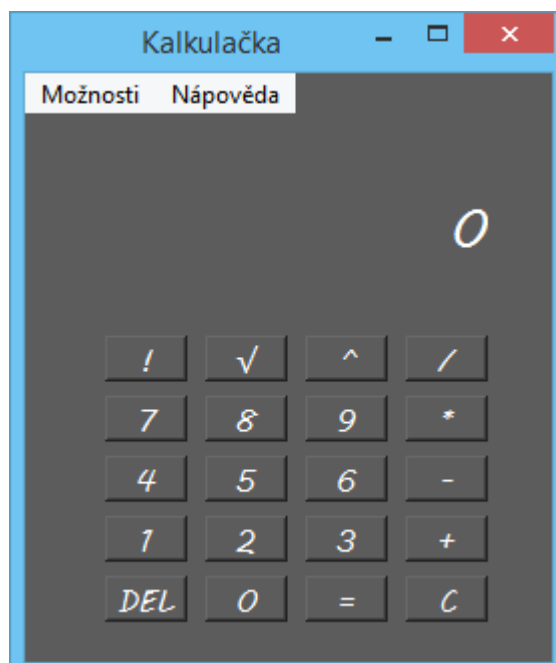 Kalkulačka
Možnosti Nápověda
0
! √ ^ /
7 8 9 *
4 5 6 -
1 2 3 +
DEL 0 = C